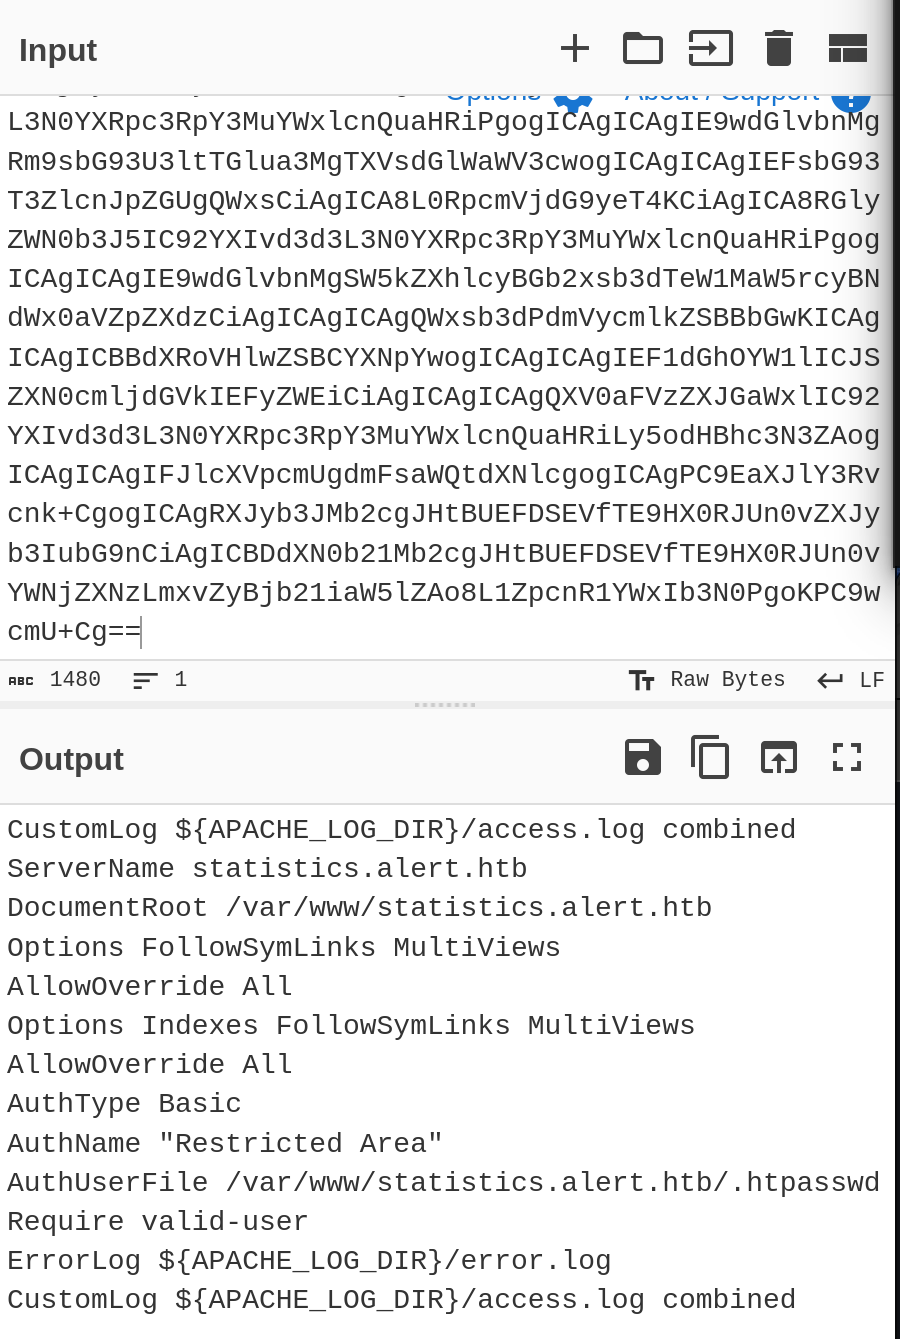 Input
Options
About / Support
L3N0YXRpc3RpY3MuYWxlcnQuaHRiPgogICAgICAgIE9wdGlvbnMg
Rm9sbG93U3ltTGlua3MgTXVsdGlWaWV3cwogICAgICAgIEFsbG93
T3ZlcnJpZGUgQWxsCiAgICA8L0RpcmVjdG9yeT4KCiAgICA8RGly
ZWN0b3J5IC92YXIvd3d3L3N0YXRpc3RpY3MuYWxlcnQuaHRiPgog
ICAgICAgIE9wdGlvbnMgSW5kZXhlcyBGb2xsb3dTeW1MaW5rcyBN
dWx0aVZpZXdzCiAgICAgICAgQWxsb3dPdmVycmlkZSBBbGwKICAg
ICAgICBBdXRoVHlwZSBCYXNpYwogICAgICAgIEF1dGhOYW1lICJS
ZXN0cmljdGVkIEFyZWEiCiAgICAgICAgQXV0aFVzZXJGaWxlIC92
YXIvd3d3L3N0YXRpc3RpY3MuYWxlcnQuaHRiLy5odHBhc3N3ZAog
ICAgICAgIFJlcXVpcmUgdmFsaWQtdXNlcgogICAgPC9EaXJlY3Rv
cnk+CgogICAgRXJyb3JMb2cgJHtBUEFDSEVfTE9HX0RJUn0vZXJy
b3IubG9nCiAgICBDdXN0b21Mb2cgJHtBUEFDSEVfTE9HX0RJUn0v
YWNjZXNzLmxvZyBjb21iaW5lZAo8L1ZpcnR1YWxIb3N0PgoKPC9w
cmU+Cg==
ABC 1480 1 Raw Bytes LF
Output
CustomLog ${APACHE_LOG_DIR}/access.log combined
ServerName statistics.alert.htb
DocumentRoot /var/www/statistics.alert.htb
Options FollowSymLinks MultiViews
AllowOverride All
Options Indexes FollowSymLinks MultiViews
AllowOverride All
AuthType Basic
AuthName "Restricted Area"
AuthUserFile /var/www/statistics.alert.htb/.htpasswd
Require valid-user
ErrorLog ${APACHE_LOG_DIR}/error.log
CustomLog ${APACHE_LOG_DIR}/access.log combined